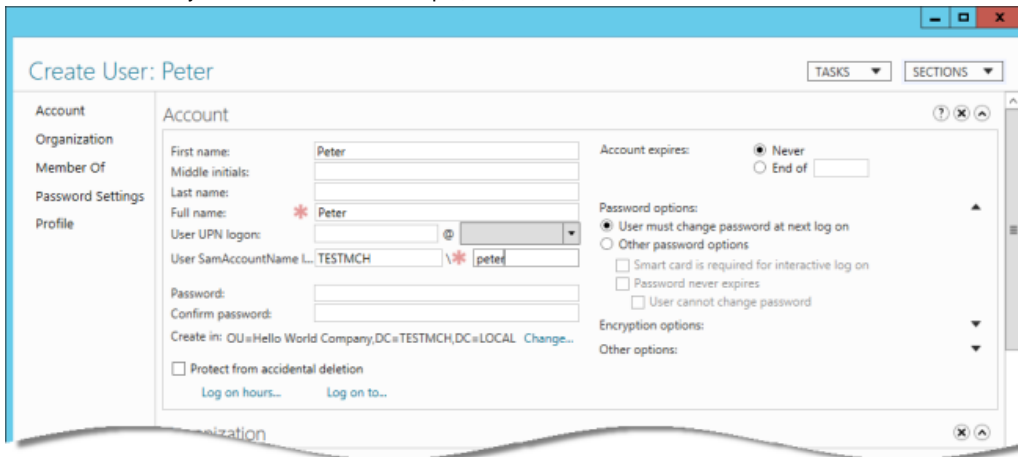 Create User: Peter
TASKS
SECTIONS
Account
Organization
Member Of
Password Settings
Profile
Account
First name: Peter
Middle initials:
Last name:
Full name: * Peter
User UPN logon: @
User SamAccountName l... TESTMCH \* peter
Password:
Confirm password:
Create in: OU=Hello World Company,DC=TESTMCH,DC=LOCAL Change...
Protect from accidental deletion
Log on hours... Log on to...
Account expires: Never
End of
Password options:
User must change password at next log on
Other password options
Smart card is required for interactive log on
Password never expires
User cannot change password
Encryption options:
Other options: